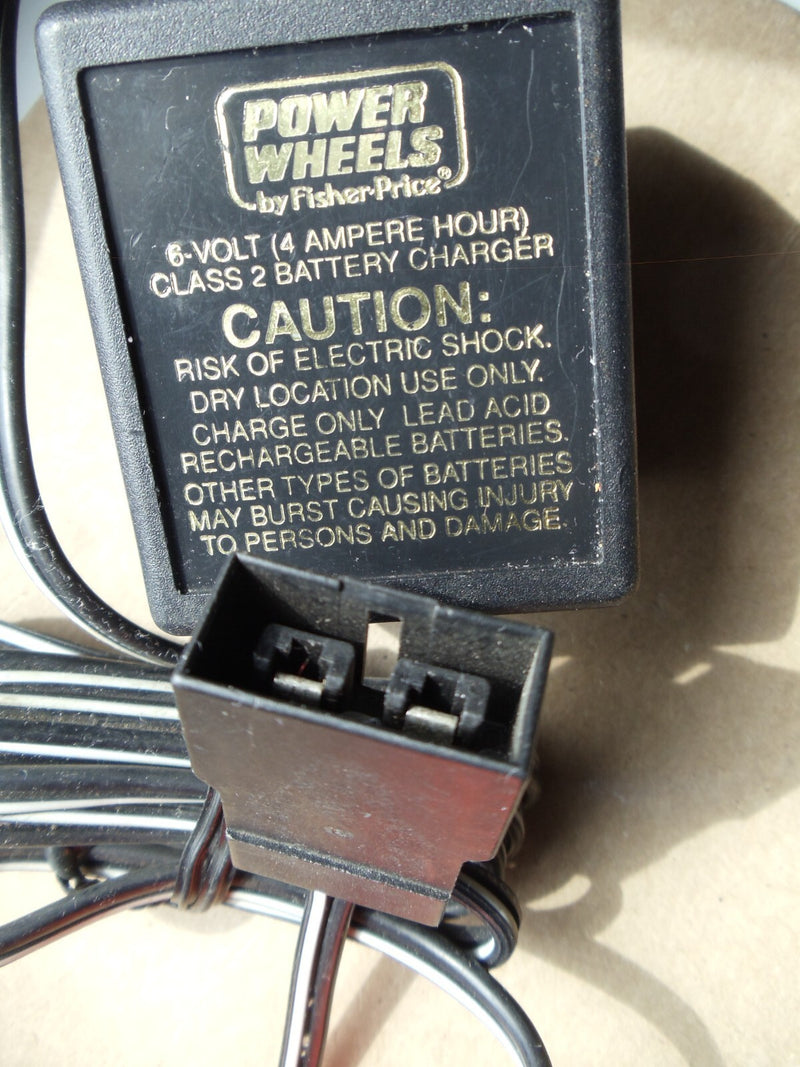 POWER
WHEELS
by Fisher-Price®
6-VOLT (4 AMPERE HOUR)
CLASS 2 BATTERY CHARGER
CAUTION:
RISK OF ELECTRIC SHOCK.
DRY LOCATION USE ONLY.
CHARGE ONLY LEAD ACID
RECHARGEABLE BATTERIES.
OTHER TYPES OF BATTERIES
MAY BURST CAUSING INJURY
TO PERSONS AND DAMAGE.